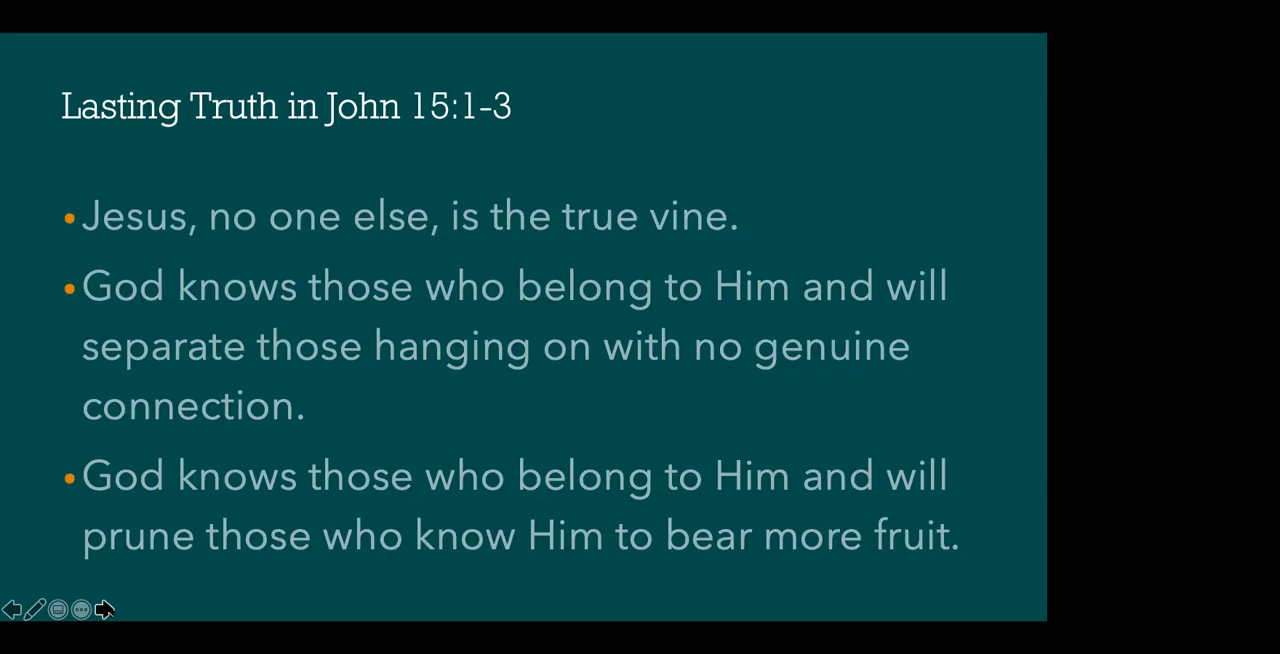 Lasting Truth in John 15:1-3
• Jesus, no one else, is the true vine.
• God knows those who belong to Him and will
separate those hanging on with no genuine
connection.
• God knows those who belong to Him and will
prune those who know Him to bear more fruit.